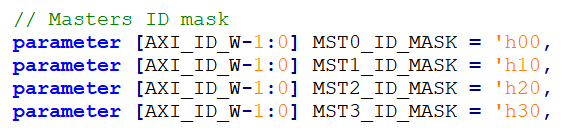 // Masters ID mask
parameter [AXI_ID_W-1:0] MST0_ID_MASK = 'h00,
parameter [AXI_ID_W-1:0] MST1_ID_MASK = 'h10,
parameter [AXI_ID_W-1:0] MST2_ID_MASK = 'h20,
parameter [AXI_ID_W-1:0] MST3_ID_MASK = 'h30,